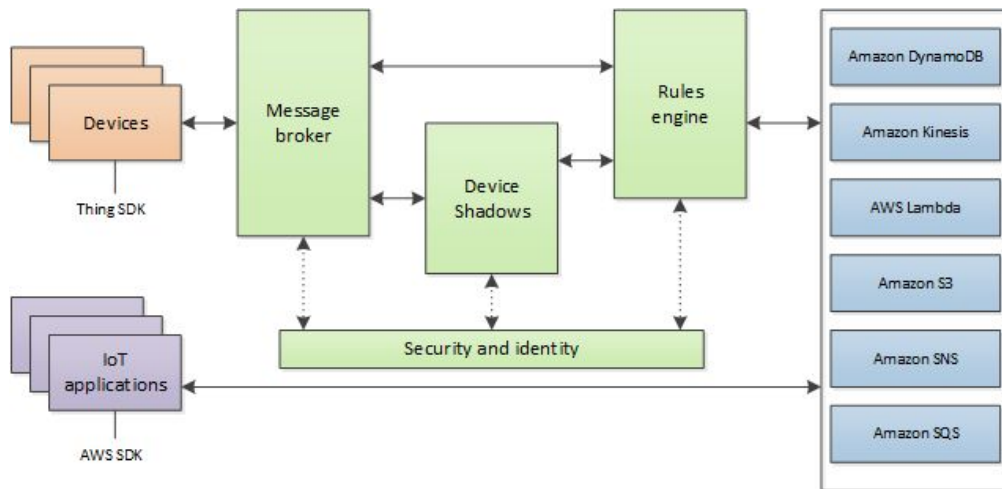 Devices
Thing SDK
Message
broker
Device
Shadows
Rules
engine
Security and identity
IoT
applications
AWS SDK
Amazon DynamoDB
Amazon Kinesis
AWS Lambda
Amazon S3
Amazon SNS
Amazon SQS